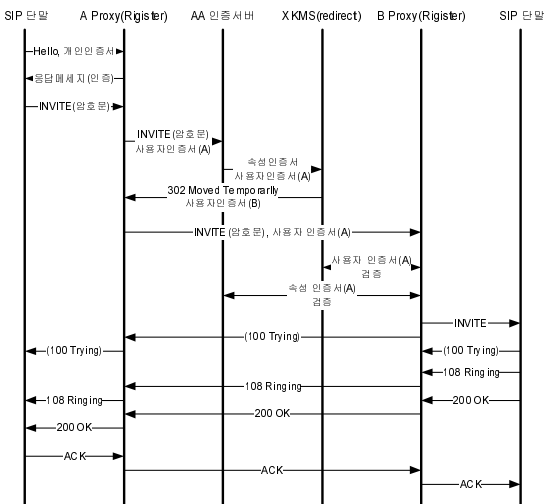 SIP 단말 A Proxy(Rigister) AA 인증서버 XKMS(redirect) B Proxy(Rigister) SIP 단말
Hello, 개인인증서
응답메세지(인증)
INVITE(암호문)
INVITE(암호문)
사용자인증서(A)
속성인증서
사용자인증서(A)
302 Moved Temporarlly
사용자인증서(B)
INVITE (암호문), 사용자 인증서(A)
사용자 인증서(A)
검증
속성 인증서(A)
검증
INVITE
(100 Trying)
(100 Trying) (100 Trying)
108 Ringing
108 Ringing
108 Ringing 200 OK
200 OK
200 OK
ACK
ACK
ACK